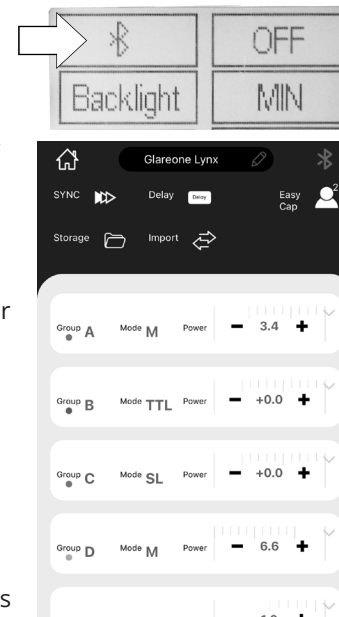 OFF
Backlight MIN
Glareone Lynx
SYNC Delay Delay Easy Cap 2
Storage Import
r
Group A Mode M Power - 3.4 +
Group B Mode TTL Power - +0.0 +
Group C Mode SL Power - +0.0 +
Group D Mode M Power - 6.6 +
s